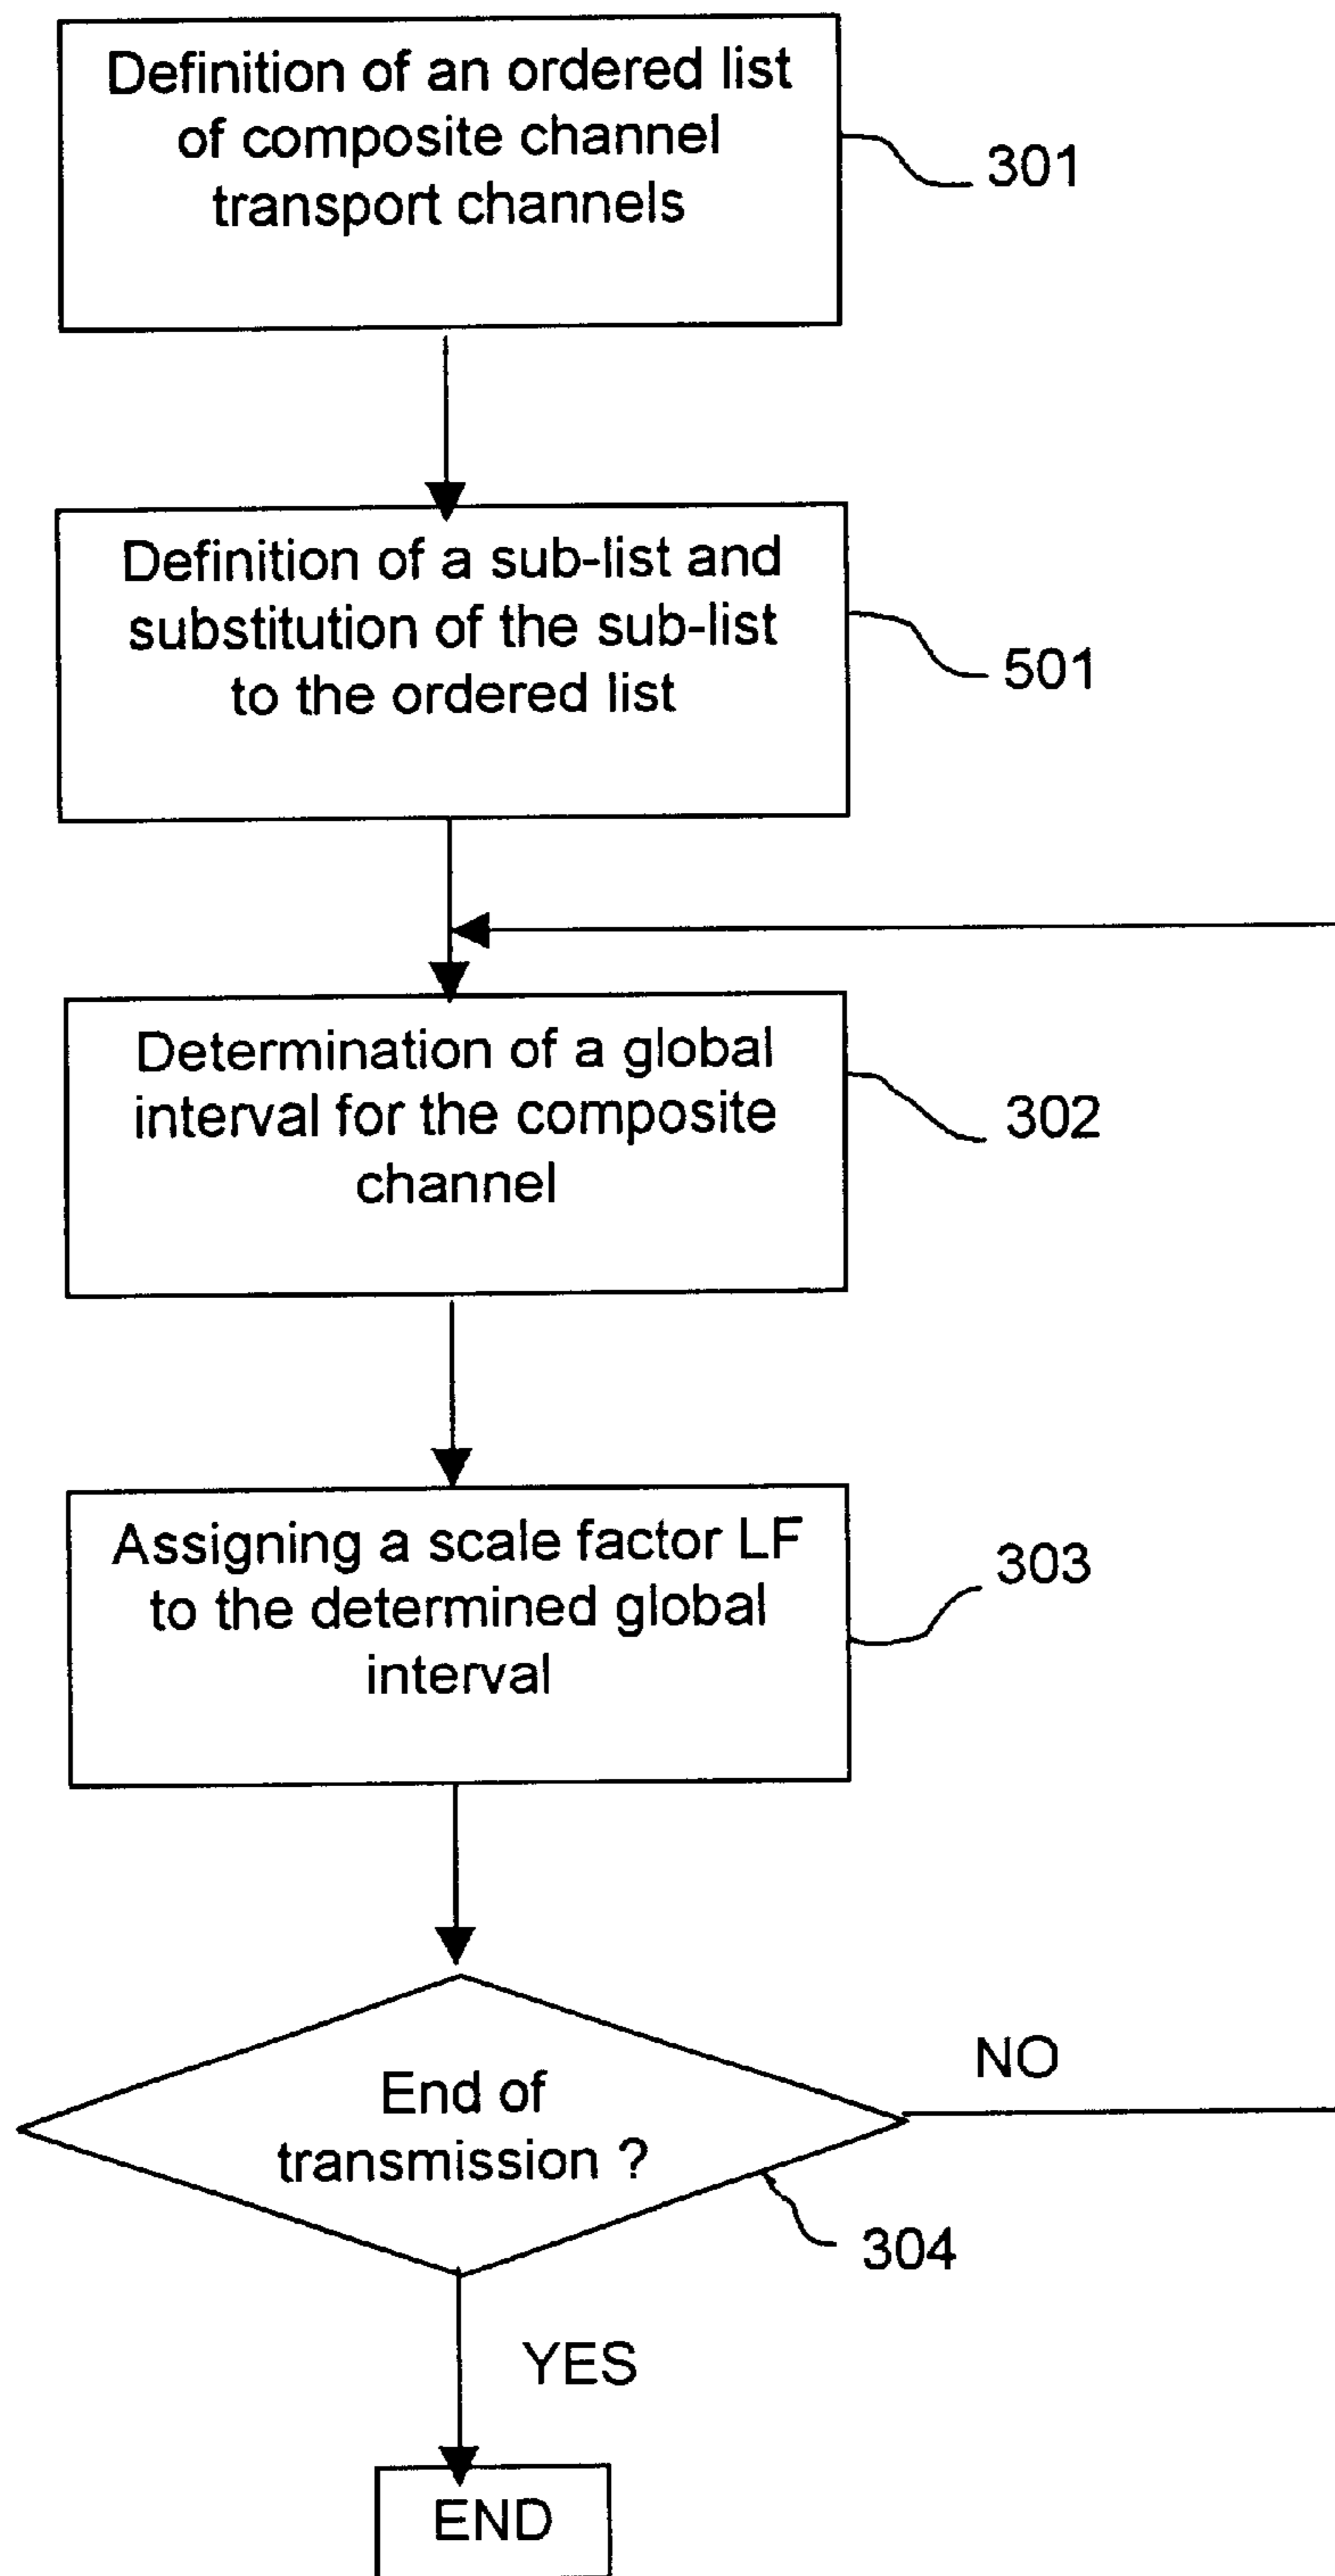 Definition of an ordered list
of composite channel
transport channels
301
Definition of a sub-list and
substitution of the sub-list
to the ordered list
501
Determination of a global
interval for the composite
channel
302
Assigning a scale factor LF
to the determined global
interval
303
End of
transmission ?
NO
304
YES
END